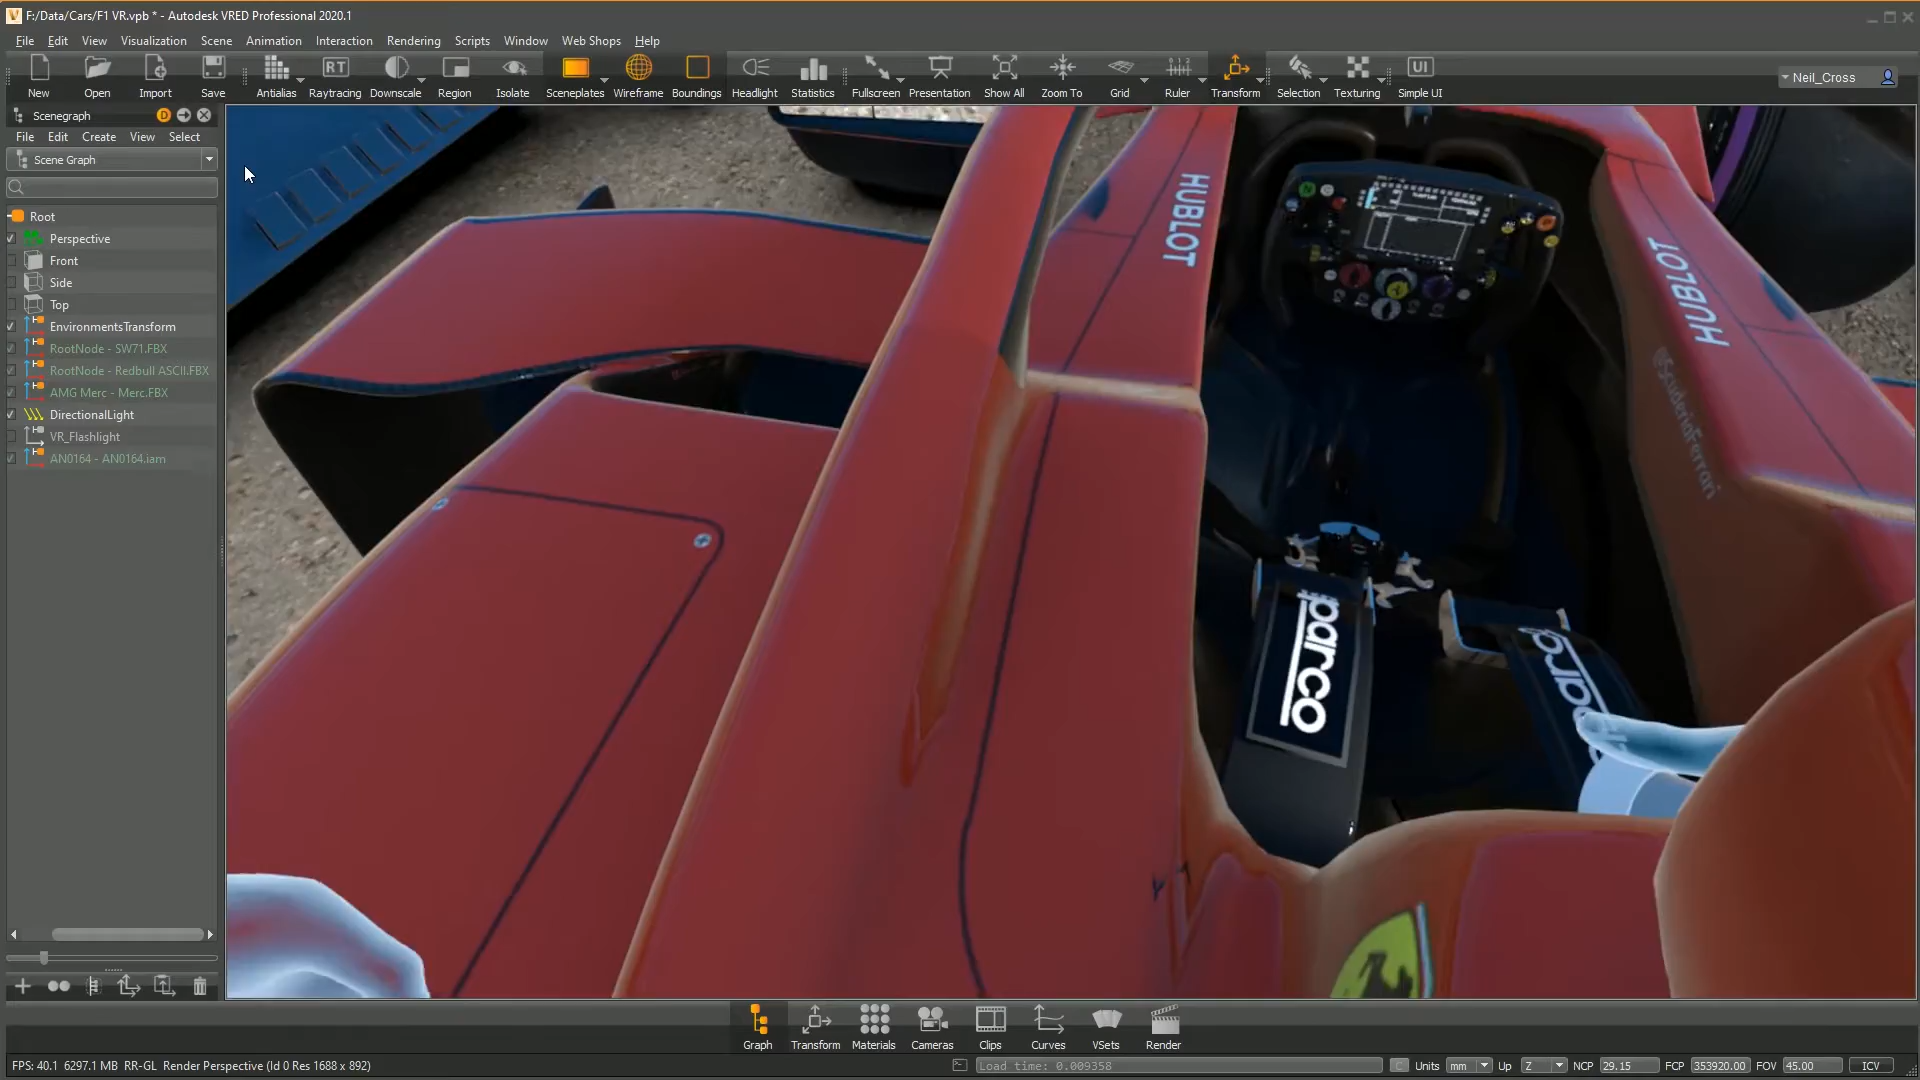 F:/Data/Cars/F1 VR.vpb * - Autodesk VRED Professional 2020.1
File Edit View Visualization Scene Animation Interaction Rendering Scripts Window Web Shops Help
New Open Import Save Antialias Raytracing Downscale Region Isolate Sceneplates Wireframe Boundings Headlight Statistics Fullscreen Presentation Show All Zoom To Grid Ruler Transform Selection Texturing Simple UI
RT
UI
Neil_Cross
Scenegraph
D
File Edit Create View Select
Scene Graph
Root
Perspective
Front
Side
Top
EnvironmentsTransform
RootNode - SW71.FBX
RootNode - Redbull ASCII.FBX
AMG Merc - Merc.FBX
DirectionalLight
VR_Flashlight
AN0164 - AN0164.iam
HUBLOT
HUBLOT
@ScuderiaFerrari
sparco
sparco
Graph Transform Materials Cameras Clips Curves VSets Render
FPS: 40.1 6297.1 MB RR-GL Render Perspective (Id 0 Res 1688 x 892)
Load time: 0.009358
Units mm Up Z NCP 29.15 FCP 353920.00 FOV 45.00 ICV